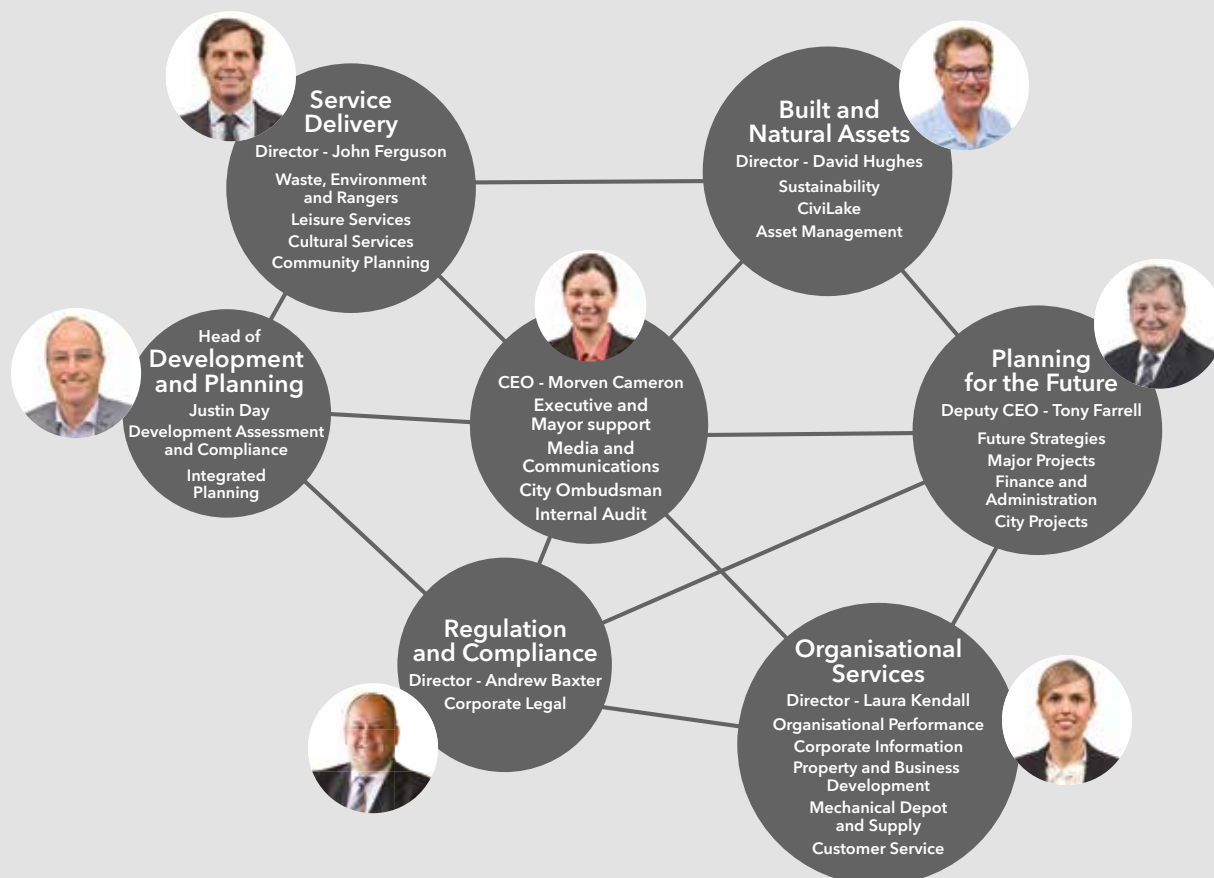 Service
Delivery
Director - John Ferguson
Waste, Environment
and Rangers
Leisure Services
Cultural Services
Community Planning
Built and
Natural Assets
Director - David Hughes
Sustainability
CiviLake
Asset Management
Head of
Development
and Planning
Justin Day
Development Assessment
and Compliance
Integrated
Planning
CEO - Morven Cameron
Executive and
Mayor support
Media and
Communications
City Ombudsman
Internal Audit
Planning
for the Future
Deputy CEO - Tony Farrell
Future Strategies
Major Projects
Finance and
Administration
City Projects
Regulation
and Compliance
Director - Andrew Baxter
Corporate Legal
Organisational
Services
Director - Laura Kendall
Organisational Performance
Corporate Information
Property and Business
Development
Mechanical Depot
and Supply
Customer Service